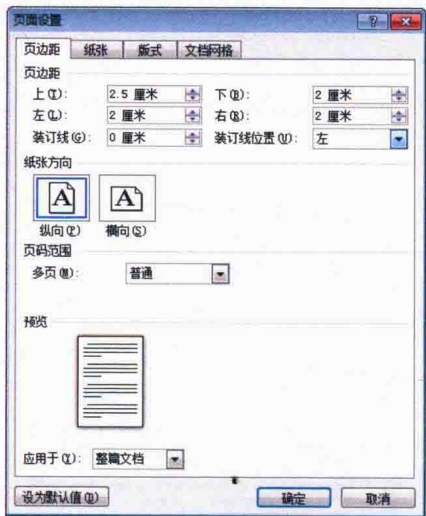 页面设置
页边距 纸张 版式 文档网格
页边距
上(T): 2.5 厘米 下(B): 2 厘米
左(L): 2 厘米 右(R): 2 厘米
装订线(G): 0 厘米 装订线位置(U): 左
纸张方向
A A
纵向(P) 横向(S)
页码范围
多页(M): 普通
预览
应用于(Y): 整篇文档
设为默认值(D) 确定 取消